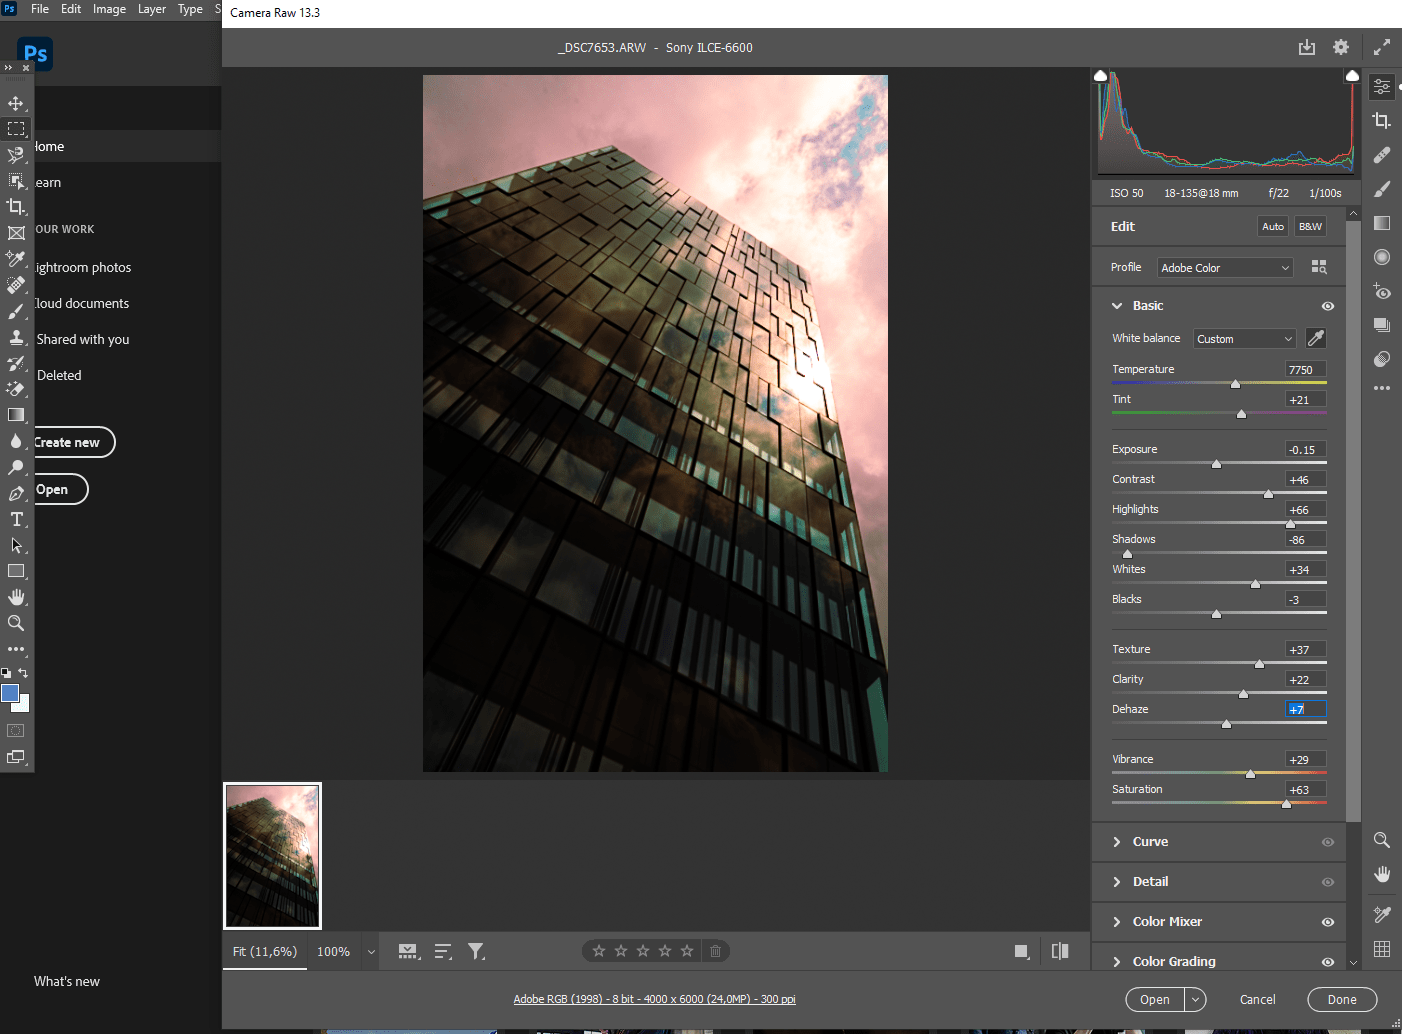 Ps File Edit Image Layer Type S
Camera Raw 13.3
Ps
_DSC7653.ARW - Sony ILCE-6600
Home
earn
OUR WORK
ightroom photos
loud documents
Shared with you
Deleted
Create new
Open
What's new
ISO 50 18-135@18 mm f/22 1/100s
Edit Auto B&W
Profile Adobe Color
Basic
White balance Custom
Temperature 7750
Tint +21
Exposure -0.15
Contrast +46
Highlights +66
Shadows -86
Whites +34
Blacks -3
Texture +37
Clarity +22
Dehaze +7
Vibrance +29
Saturation +63
Curve
Detail
Color Mixer
Color Grading
Fit (11,6%) 100%
Adobe RGB (1998) - 8 bit - 4000 x 6000 (24,0MP) - 300 ppi
Open Cancel Done